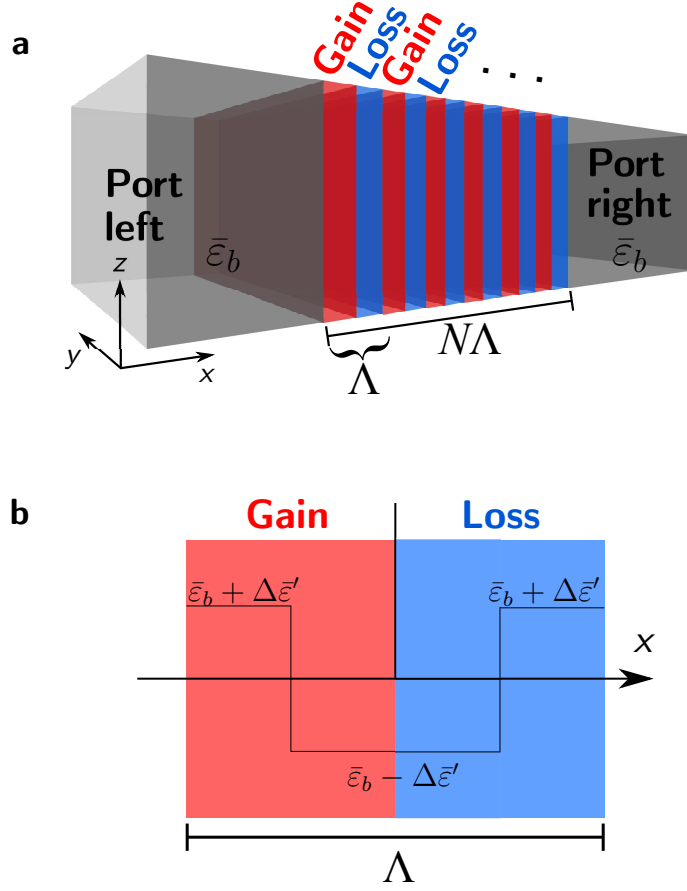 a
Gain Loss Gain Loss . . .
Port left
ε̄_b
Port right
ε̄_b
z
y
x
Λ
NΛ
b
Gain Loss
ε̄_b + Δε̄′ ε̄_b + Δε̄′
x
ε̄_b − Δε̄′
Λ